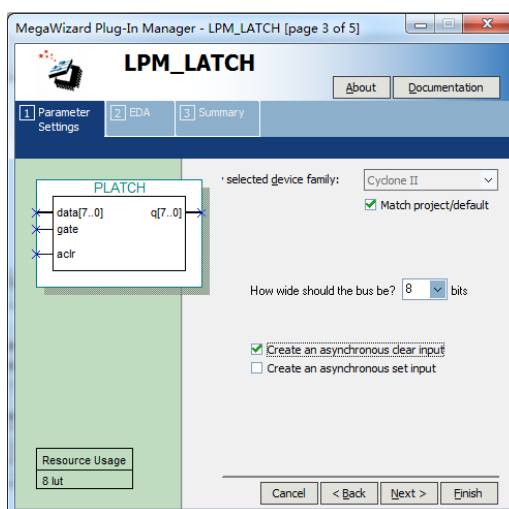 MegaWizard Plug-In Manager - LPM_LATCH [page 3 of 5]
LPM_LATCH
About Documentation
1 Parameter Settings
2 EDA
3 Summary
PLATCH
data[7..0] q[7..0]
gate
aclr
selected device family: Cyclone II
Match project/default
How wide should the bus be? 8 bits
Create an asynchronous clear input
Create an asynchronous set input
Resource Usage
8 lut
Cancel < Back Next > Finish